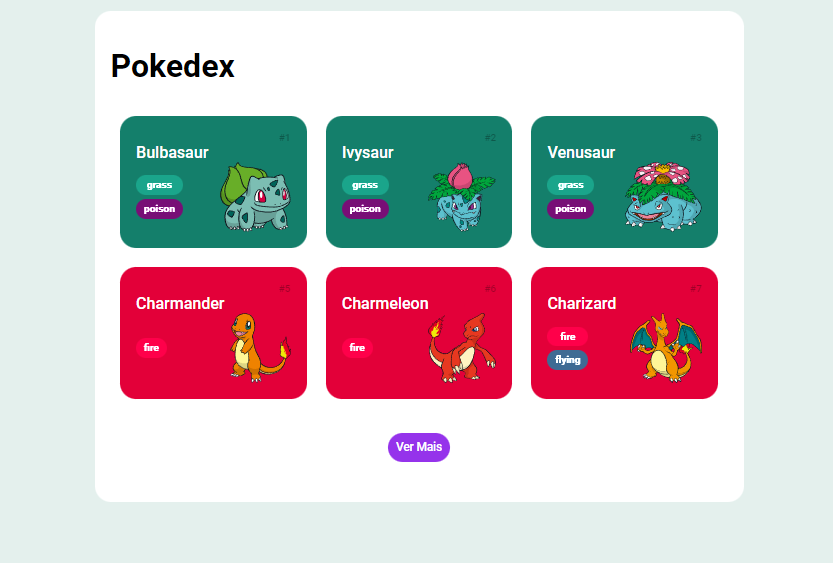 Pokedex
#1
Bulbasaur
grass
poison
#2
Ivysaur
grass
poison
#3
Venusaur
grass
poison
#5
Charmander
fire
#6
Charmeleon
fire
#7
Charizard
fire
flying
Ver Mais